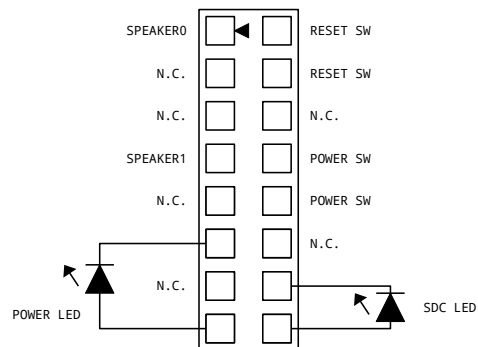 SPEAKER0 RESET SW
N.C. RESET SW
N.C. N.C.
SPEAKER1 POWER SW
N.C. POWER SW
N.C.
N.C.
POWER LED SDC LED